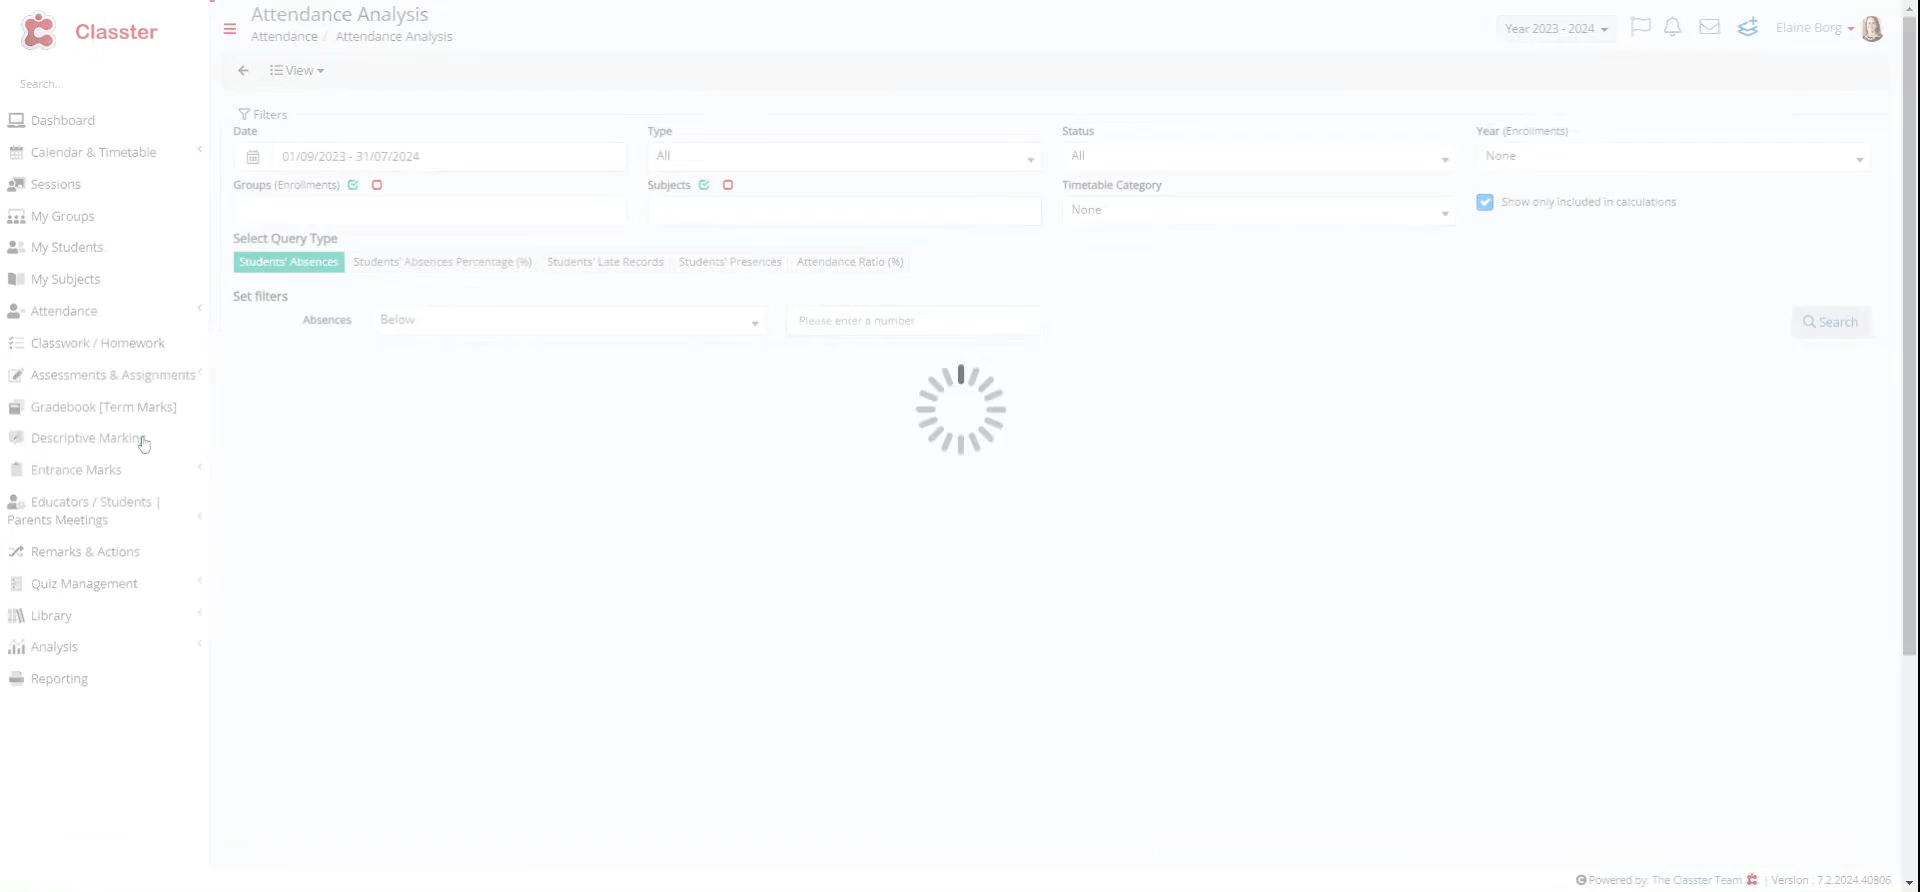 Classter
Search...
Dashboard
Calendar & Timetable
Sessions
My Groups
My Students
My Subjects
Attendance
Classwork / Homework
Assessments & Assignments
Gradebook [Term Marks]
Descriptive Marking
Entrance Marks
Educators / Students |
Parents Meetings
Remarks & Actions
Quiz Management
Library
Analysis
Reporting
Attendance Analysis
Attendance / Attendance Analysis
Year 2023 - 2024
Elaine Borg
View
Filters
Date
Type
Status
Year (Enrollments)
01/09/2023 - 31/07/2024
All
All
None
Groups (Enrollments)
Subjects
Timetable Category
None
Show only included in calculations
Select Query Type
Students' Absences
Students' Absences Percentage (%)
Students' Late Records
Students' Presences
Attendance Ratio (%)
Set filters
Absences
Below
Please enter a number
Search
Powered by: The Classter Team | Version : 7.2.2024.40806